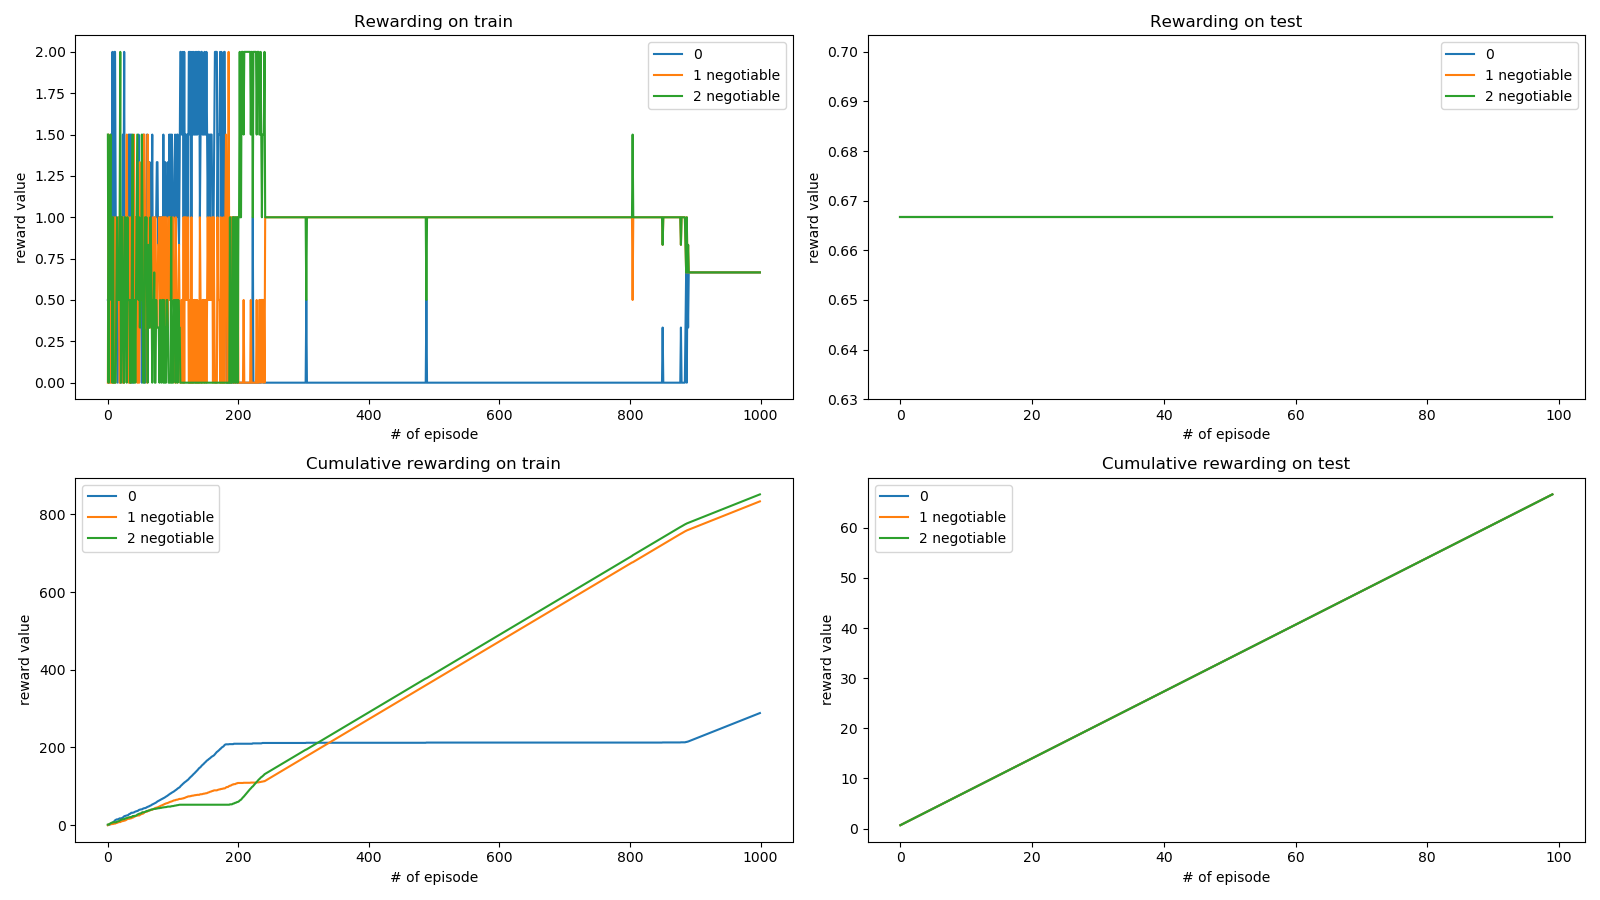 Rewarding on train
reward value
2.00
1.75
1.50
1.25
1.00
0.75
0.50
0.25
0.00
0
1 negotiable
2 negotiable
0 200 400 600 800 1000
# of episode
Rewarding on test
reward value
0.70
0.69
0.68
0.67
0.66
0.65
0.64
0.63
0
1 negotiable
2 negotiable
0 20 40 60 80 100
# of episode
Cumulative rewarding on train
reward value
800
600
400
200
0
0
1 negotiable
2 negotiable
0 200 400 600 800 1000
# of episode
Cumulative rewarding on test
reward value
60
50
40
30
20
10
0
0
1 negotiable
2 negotiable
0 20 40 60 80 100
# of episode